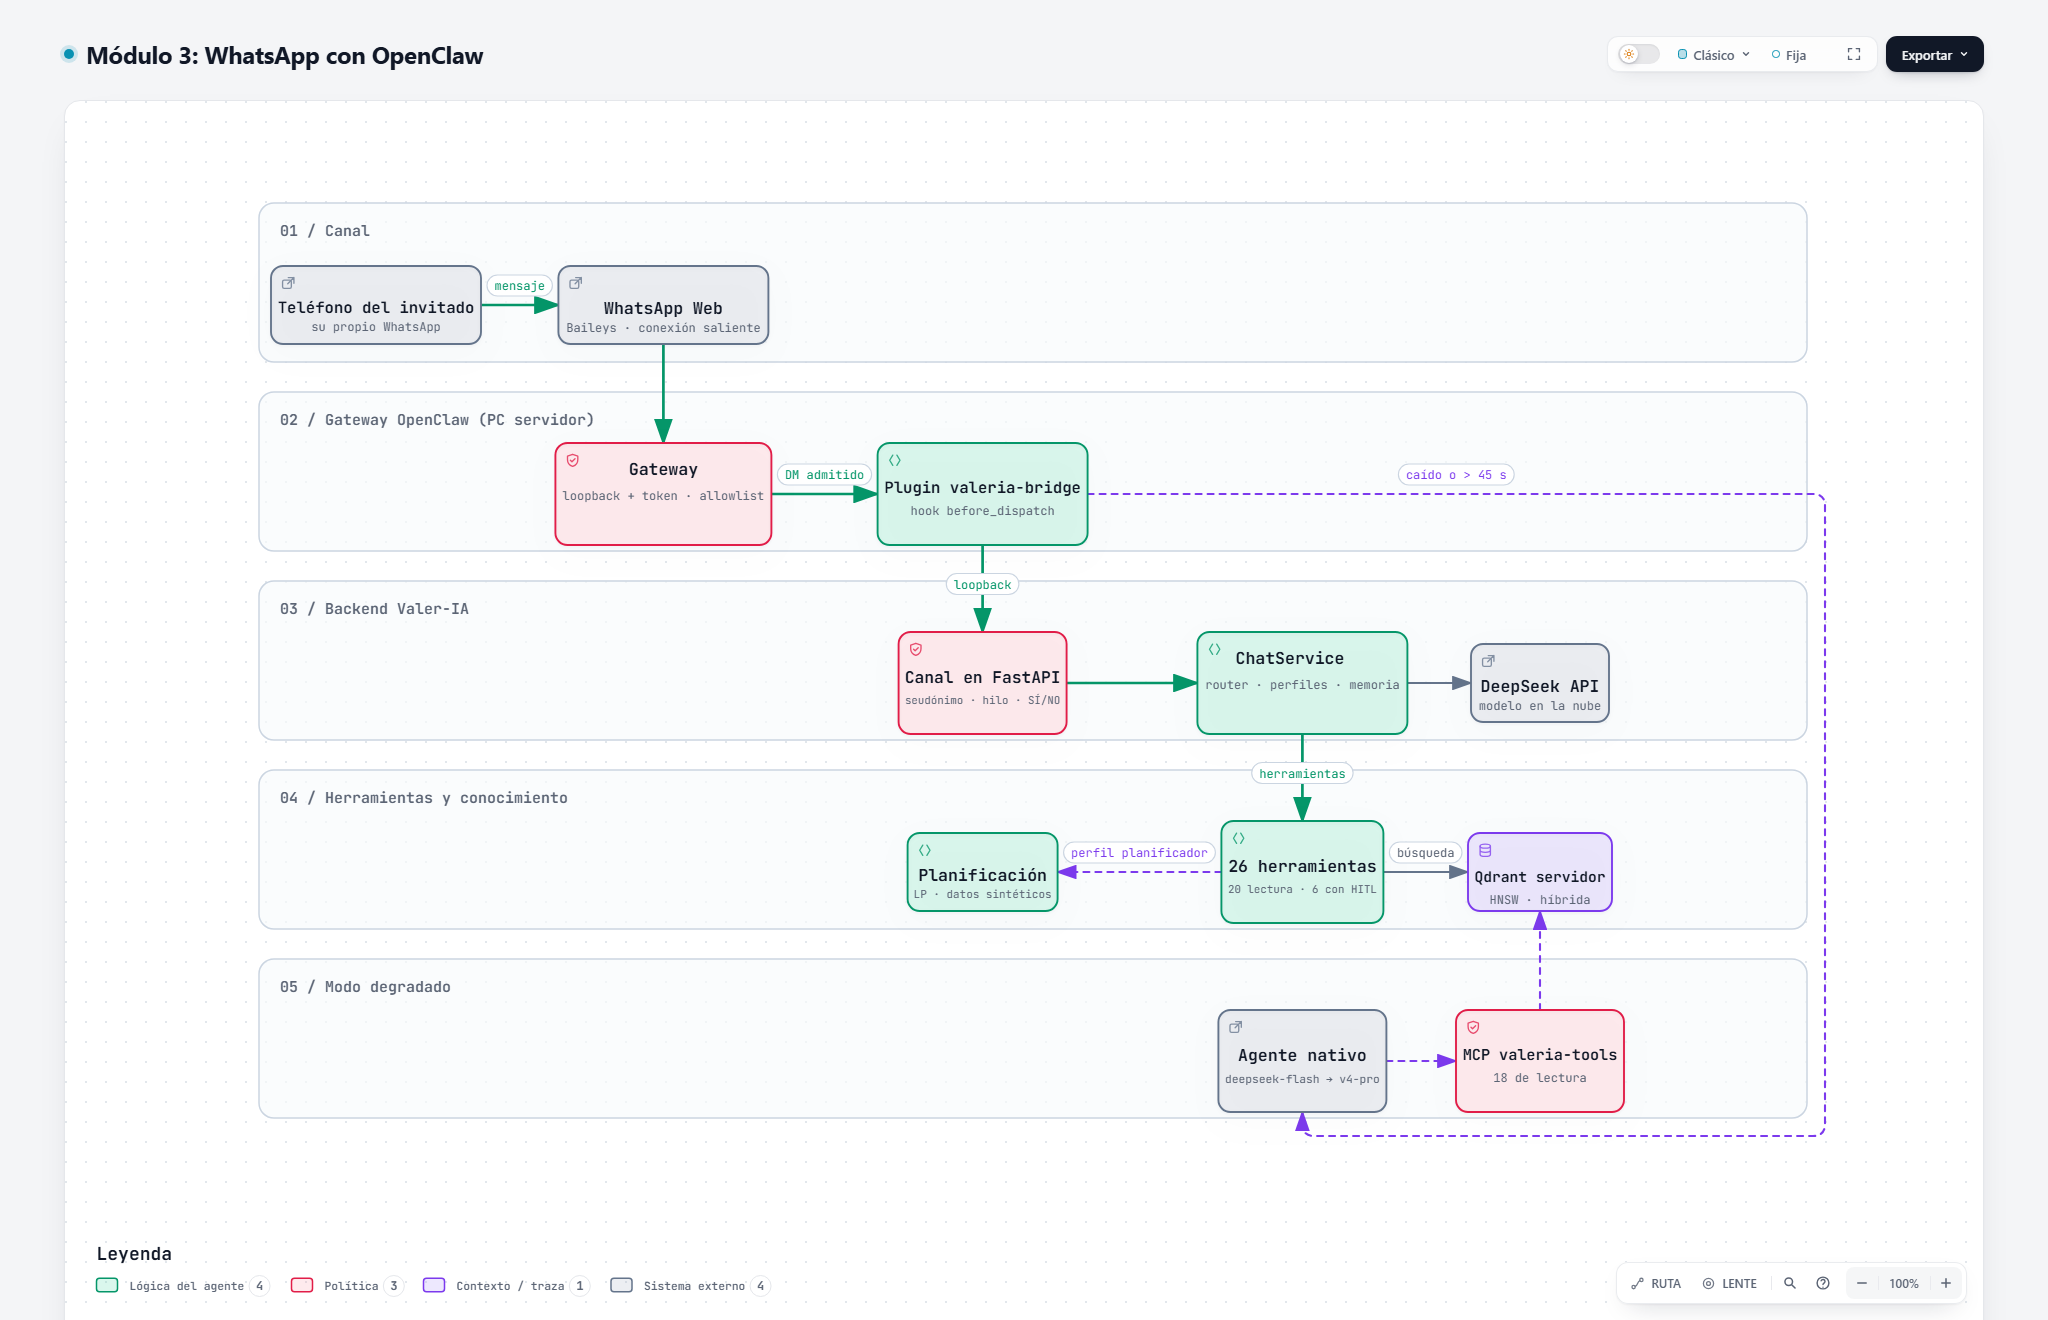 Módulo 3: WhatsApp con OpenClaw
Clásico
Fija
Exportar
01 / Canal
Teléfono del invitado
su propio WhatsApp
mensaje
WhatsApp Web
Baileys · conexión saliente
02 / Gateway OpenClaw (PC servidor)
Gateway
loopback + token · allowlist
DM admitido
Plugin valeria-bridge
hook before_dispatch
caído o > 45 s
loopback
03 / Backend Valer-IA
Canal en FastAPI
seudónimo · hilo · SÍ/NO
ChatService
router · perfiles · memoria
DeepSeek API
modelo en la nube
herramientas
04 / Herramientas y conocimiento
Planificación
LP · datos sintéticos
perfil planificador
26 herramientas
20 lectura · 6 con HITL
búsqueda
Qdrant servidor
HNSW · híbrida
05 / Modo degradado
Agente nativo
deepseek-flash → v4-pro
MCP valeria-tools
18 de lectura
Leyenda
Lógica del agente 4
Política 3
Contexto / traza 1
Sistema externo 4
RUTA
LENTE
100%